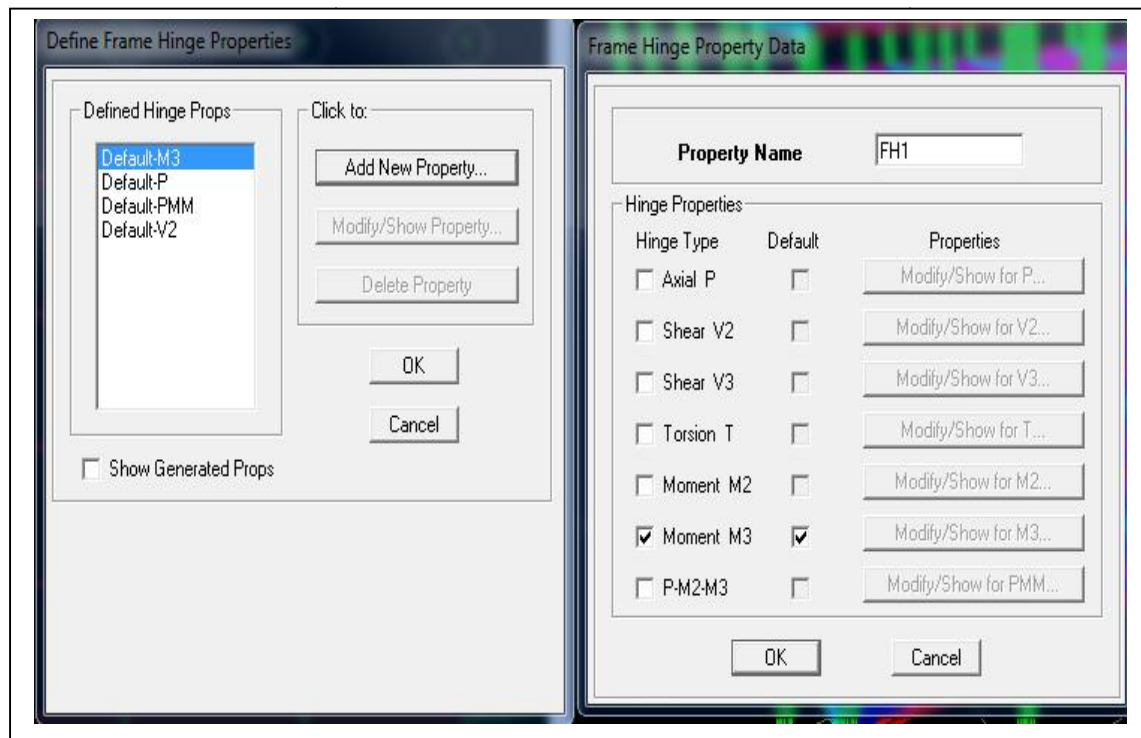 Define Frame Hinge Properties
Defined Hinge Props
Default-M3
Default-P
Default-PMM
Default-V2
Click to:
Add New Property...
Modify/Show Property...
Delete Property
OK
Cancel
Show Generated Props
Frame Hinge Property Data
Property Name FH1
Hinge Properties
Hinge Type Default Properties
Axial P Modify/Show for P...
Shear V2 Modify/Show for V2...
Shear V3 Modify/Show for V3...
Torsion T Modify/Show for T...
Moment M2 Modify/Show for M2...
Moment M3 Modify/Show for M3...
P-M2-M3 Modify/Show for PMM...
OK Cancel